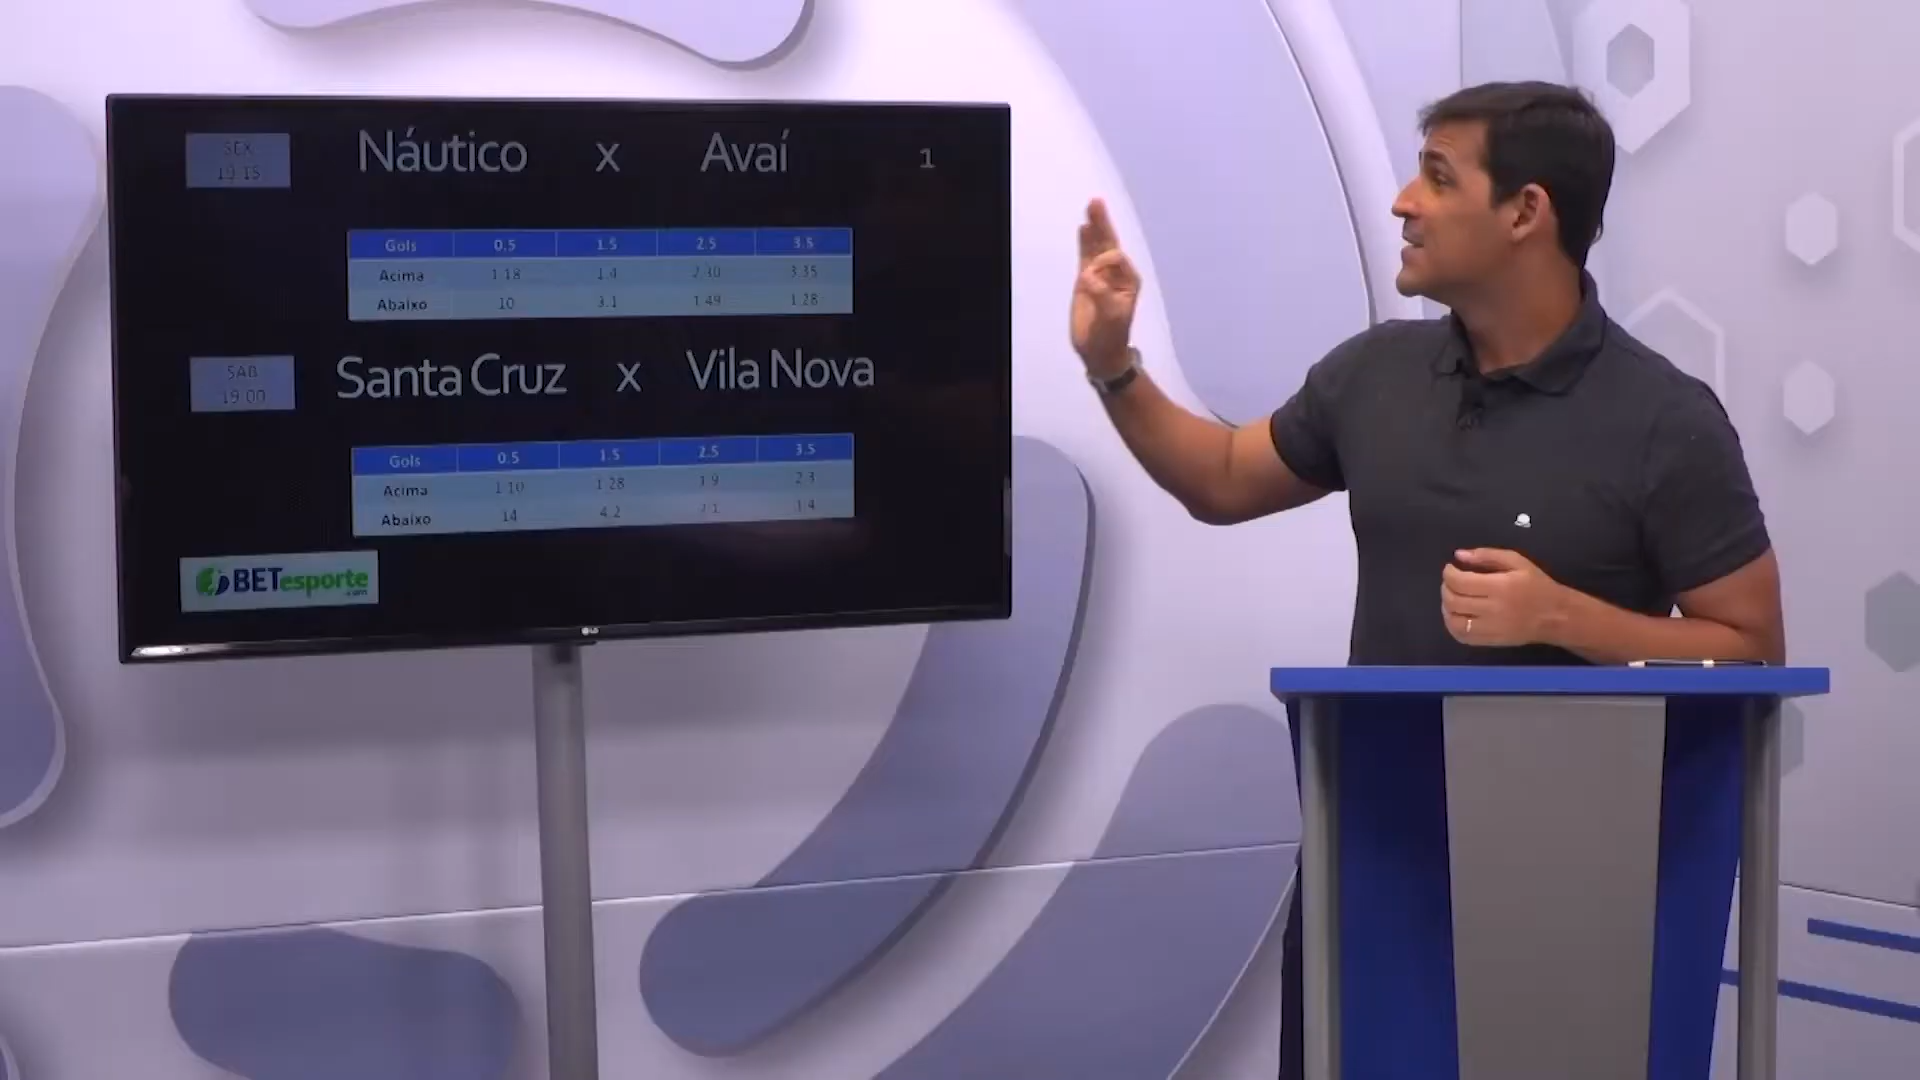 SEX
19:15
Náutico x Avaí 1
Gols 0.5 1.5 2.5 3.5
Acima 1.18 1.4 2.30 3.35
Abaixo 10 3.1 1.49 1.28
SAB
19:00
Santa Cruz x Vila Nova
Gols 0.5 1.5 2.5 3.5
Acima 1.10 1.28 1.9 2.3
Abaixo 14 4.2
BETesporte
.com
LG